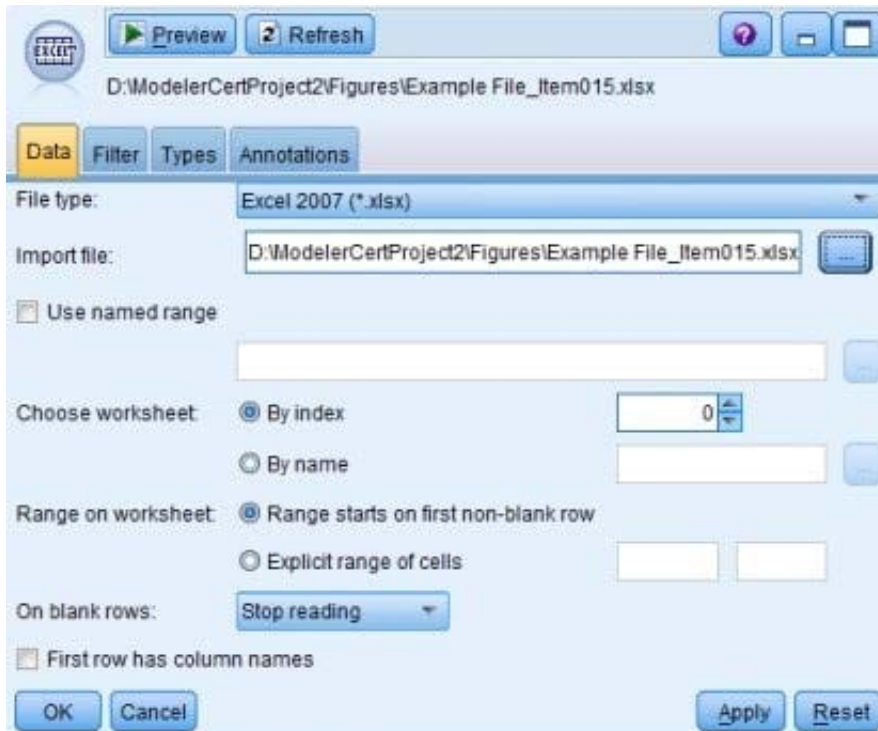 EXCEL
Preview
2 Refresh
?
D:\ModelerCertProject2\Figures\Example File_Item015.xlsx
Data Filter Types Annotations
File type: Excel 2007 (*.xlsx)
Import file: D:\ModelerCertProject2\Figures\Example File_Item015.xlsx ...
Use named range
...
Choose worksheet: By index 0
By name ...
Range on worksheet: Range starts on first non-blank row
Explicit range of cells
On blank rows: Stop reading
First row has column names
OK Cancel Apply Reset